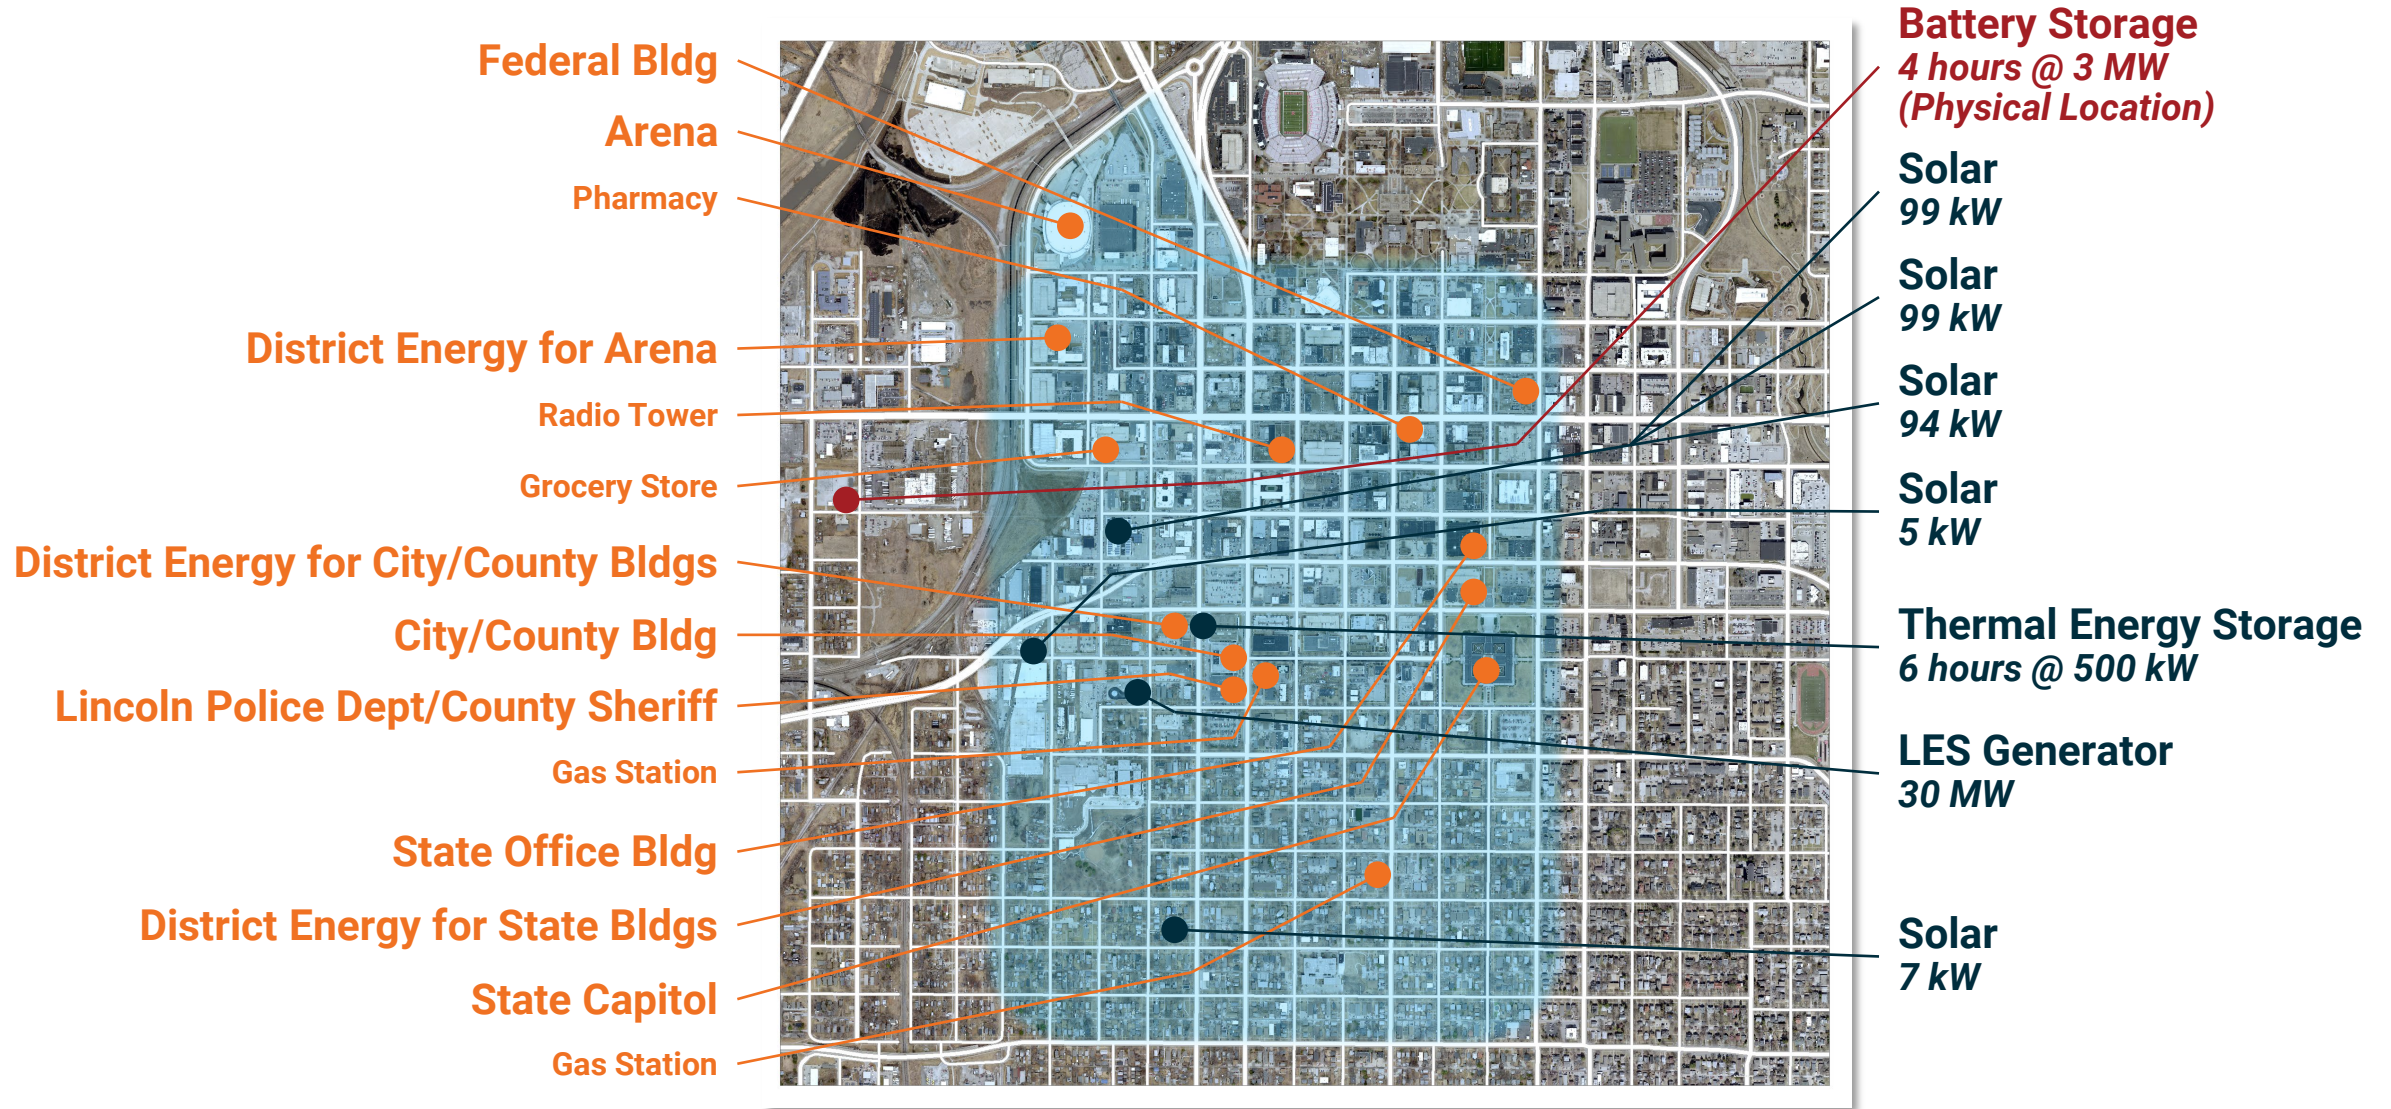 Federal Bldg
Arena
Pharmacy
District Energy for Arena
Radio Tower
Grocery Store
District Energy for City/County Bldgs
City/County Bldg
Lincoln Police Dept/County Sheriff
Gas Station
State Office Bldg
District Energy for State Bldgs
State Capitol
Gas Station
Battery Storage
4 hours @ 3 MW
(Physical Location)
Solar
99 kW
Solar
99 kW
Solar
94 kW
Solar
5 kW
Thermal Energy Storage
6 hours @ 500 kW
LES Generator
30 MW
Solar
7 kW